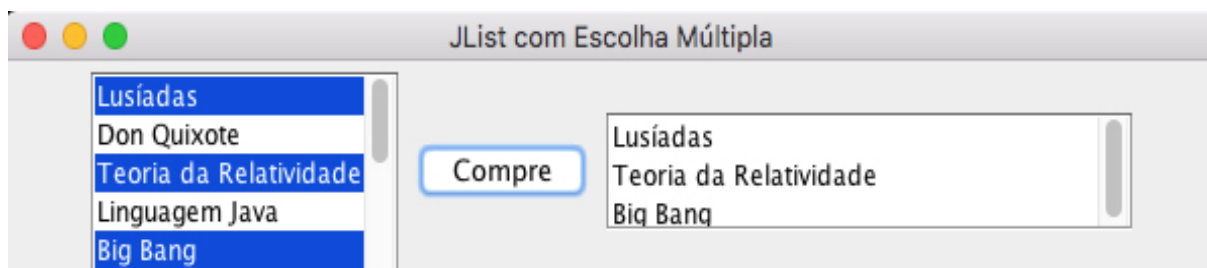 JList com Escolha Múltipla
Lusíadas
Don Quixote
Teoria da Relatividade
Linguagem Java
Big Bang
Compre
Lusíadas
Teoria da Relatividade
Big Bang